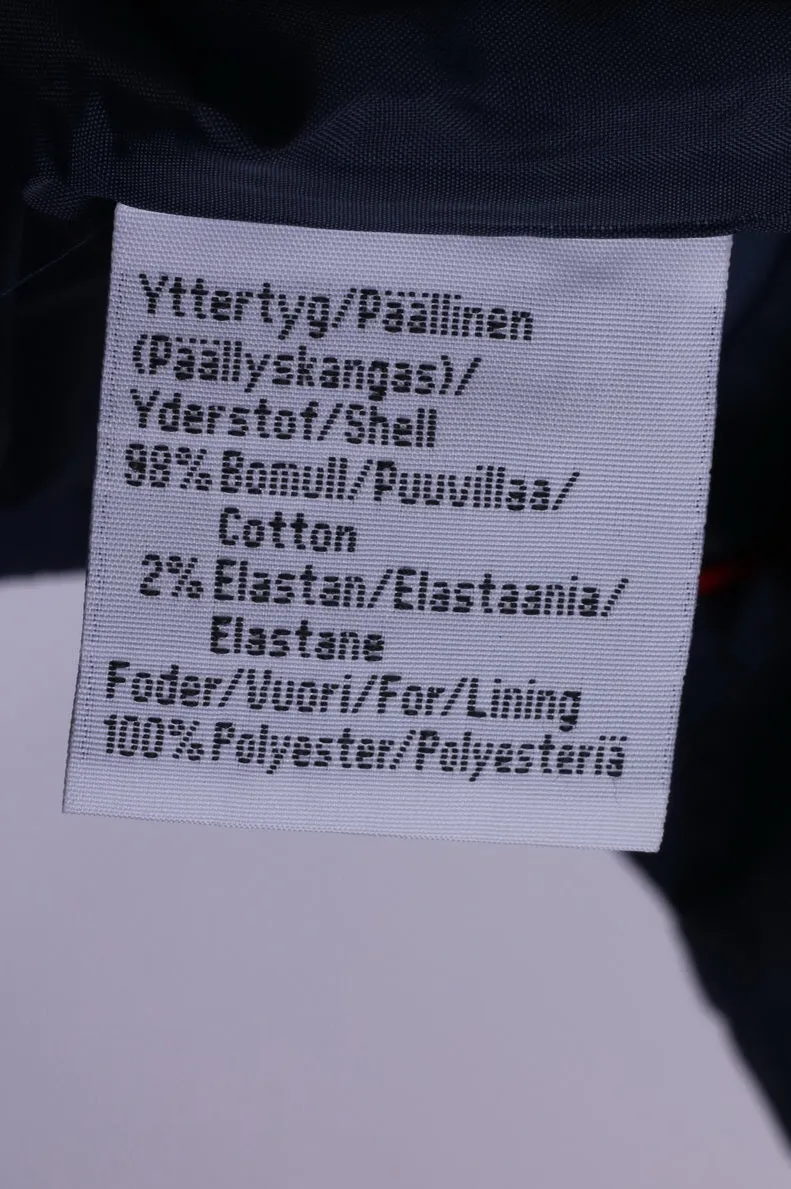 Yttertyg/Päällinen
(Päällyskangas)/
Yderstof/Shell
98% Bomull/Puuvillaa/
Cotton
2% Elastan/Elastaania/
Elastane
Foder/Vuori/For/Lining
100% Polyester/Polyesteriä